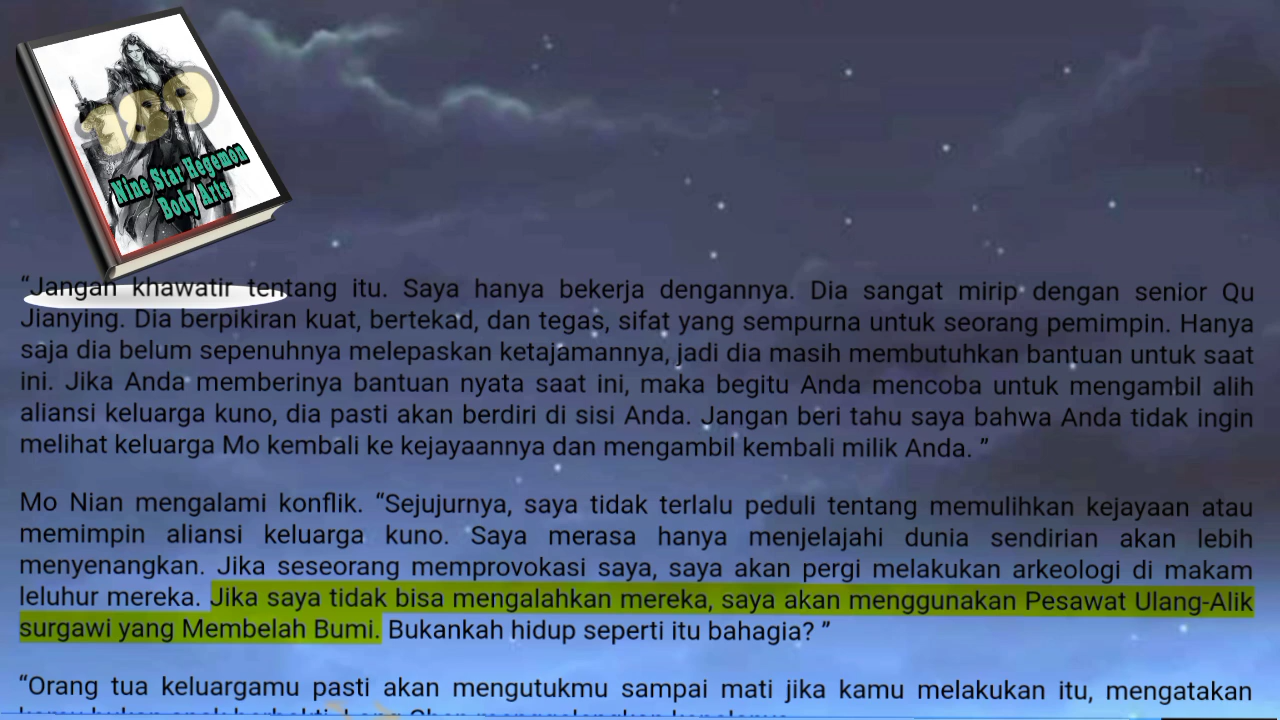 189
Nine Star Hegemon
Body Arts
“Jangan khawatir tentang itu. Saya hanya bekerja dengannya. Dia sangat mirip dengan senior Qu
Jianying. Dia berpikiran kuat, bertekad, dan tegas, sifat yang sempurna untuk seorang pemimpin. Hanya
saja dia belum sepenuhnya melepaskan ketajamannya, jadi dia masih membutuhkan bantuan untuk saat
ini. Jika Anda memberinya bantuan nyata saat ini, maka begitu Anda mencoba untuk mengambil alih
aliansi keluarga kuno, dia pasti akan berdiri di sisi Anda. Jangan beri tahu saya bahwa Anda tidak ingin
melihat keluarga Mo kembali ke kejayaannya dan mengambil kembali milik Anda. ”
Mo Nian mengalami konflik. “Sejujurnya, saya tidak terlalu peduli tentang memulihkan kejayaan atau
memimpin aliansi keluarga kuno. Saya merasa hanya menjelajahi dunia sendirian akan lebih
menyenangkan. Jika seseorang memprovokasi saya, saya akan pergi melakukan arkeologi di makam
leluhur mereka. Jika saya tidak bisa mengalahkan mereka, saya akan menggunakan Pesawat Ulang-Alik
surgawi yang Membelah Bumi. Bukankah hidup seperti itu bahagia? ”
“Orang tua keluargamu pasti akan mengutukmu sampai mati jika kamu melakukan itu, mengatakan